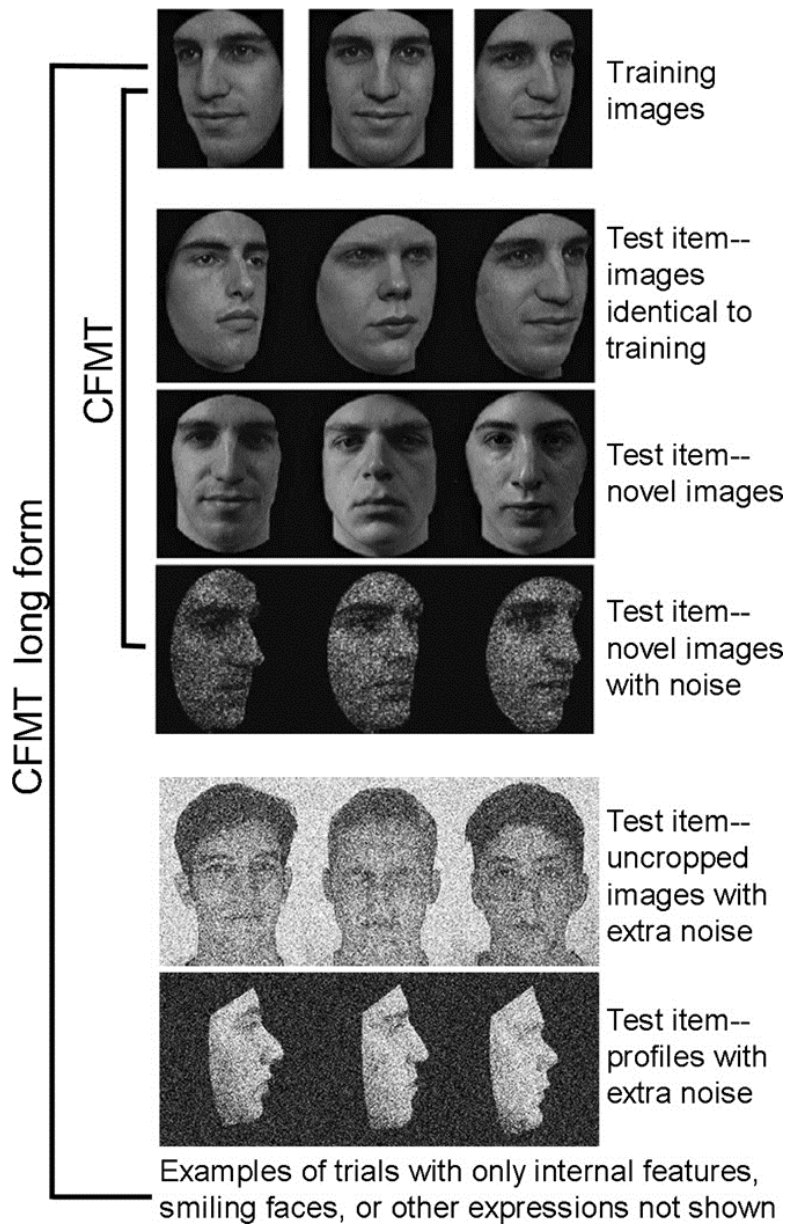 Training
images
Test item--
images
identical to
training
CFMT
Test item--
novel images
CFMT long form
Test item--
novel images
with noise
Test item--
uncropped
images with
extra noise
Test item--
profiles with
extra noise
Examples of trials with only internal features,
smiling faces, or other expressions not shown